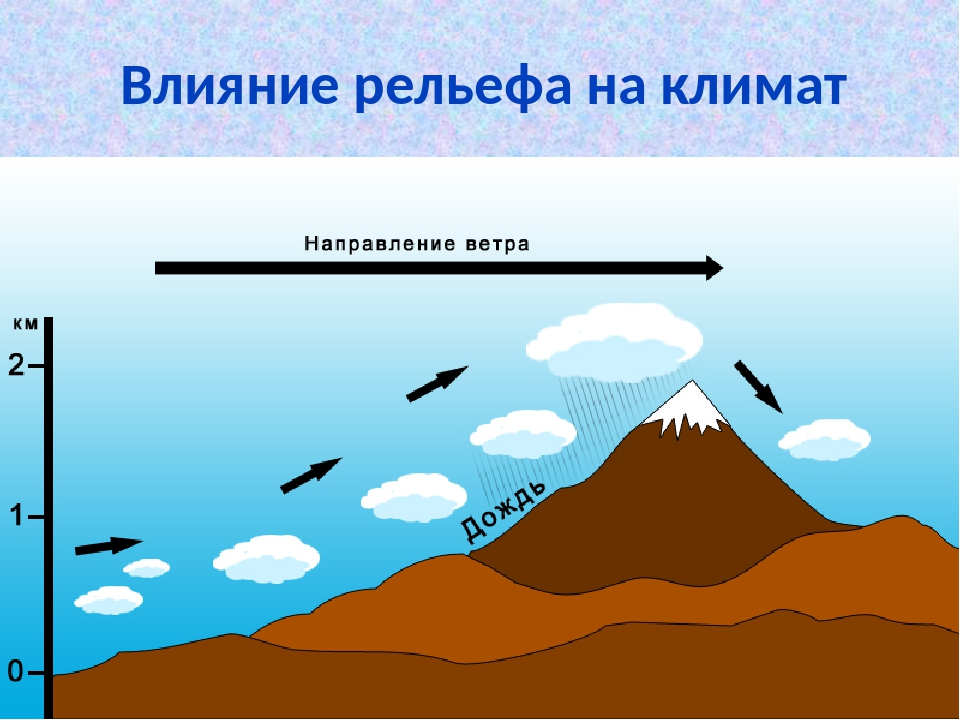 Влияние рельефа на климат
Направление ветра
км
2
Дождь
1
0